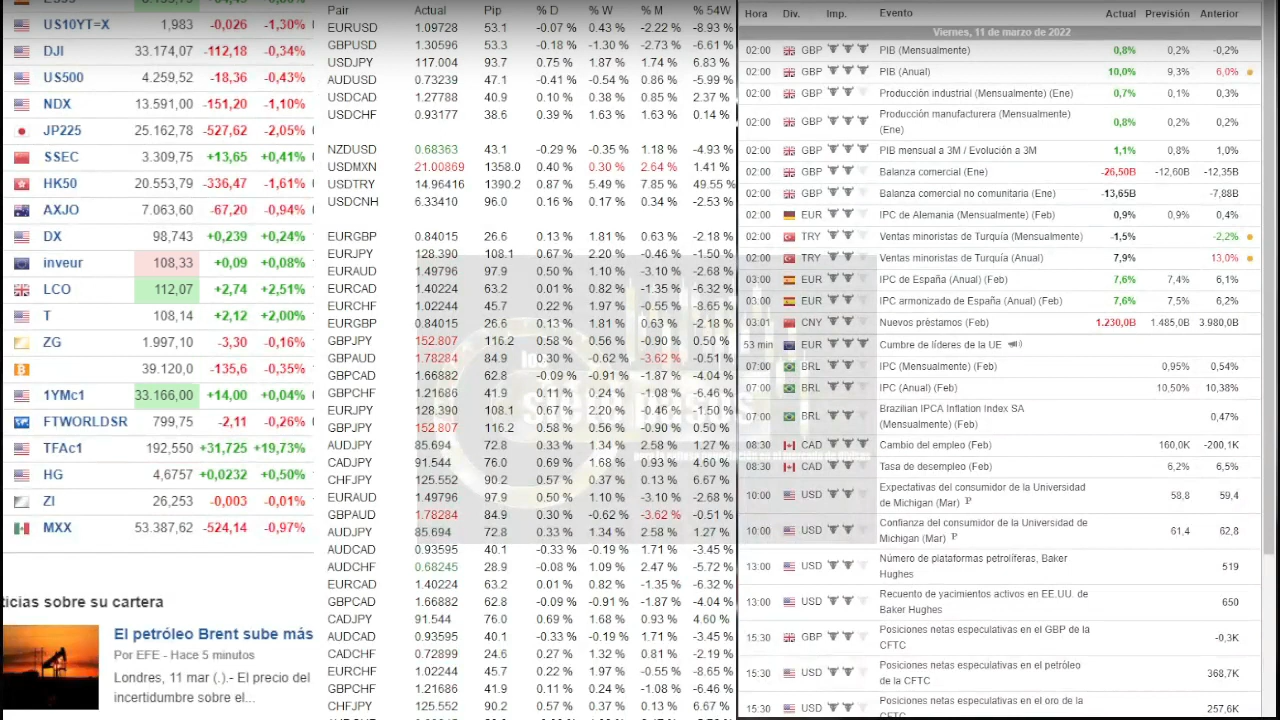 US10YT=X 1,983 -0,026 -1,30%
DJI 33.174,07 -112,18 -0,34%
US500 4.259,52 -18,36 -0,43%
NDX 13.591,00 -151,20 -1,10%
JP225 25.162,78 -527,62 -2,05%
SSEC 3.309,75 +13,65 +0,41%
HK50 20.553,79 -336,47 -1,61%
AXJO 7.063,60 -67,20 -0,94%
DX 98,743 +0,239 +0,24%
inveur 108,33 +0,09 +0,08%
LCO 112,07 +2,74 +2,51%
T 108,14 +2,12 +2,00%
ZG 1.997,10 -3,30 -0,16%
39.120,0 -135,6 -0,35%
1YMc1 33.166,00 +14,00 +0,04%
FTWORLDSR 799,75 -2,11 -0,26%
TFAc1 192,550 +31,725 +19,73%
HG 4,6757 +0,0232 +0,50%
ZI 26,253 -0,003 -0,01%
MXX 53.387,62 -524,14 -0,97%
ticias sobre su cartera
El petróleo Brent sube más
Por EFE - Hace 5 minutos
Londres, 11 mar (.).- El precio del
incertidumbre sobre el...
Pair Actual Pip % D % W % M % 54W
EURUSD 1.09728 53.1 -0.07 % 0.43 % -2.22 % -8.93 %
GBPUSD 1.30596 53.3 -0.18 % -1.30 % -2.73 % -6.61 %
USDJPY 117.004 93.7 0.75 % 1.87 % 1.74 % 6.83 %
AUDUSD 0.73239 47.1 -0.41 % -0.54 % 0.86 % -5.99 %
USDCAD 1.27788 40.9 0.10 % 0.38 % 0.85 % 2.37 %
USDCHF 0.93177 38.6 0.39 % 1.63 % 1.63 % 0.14 %
NZDUSD 0.68363 43.1 -0.29 % -0.35 % 1.18 % -4.93 %
USDMXN 21.00869 1358.0 0.40 % 0.30 % 2.64 % 1.41 %
USDTRY 14.96416 1390.2 0.87 % 5.49 % 7.85 % 49.55 %
USDCNH 6.33410 96.0 0.16 % 0.17 % 0.34 % -2.53 %
EURGBP 0.84015 26.6 0.13 % 1.81 % 0.63 % -2.18 %
EURJPY 128.390 108.1 0.67 % 2.20 % -0.46 % -1.50 %
EURAUD 1.49796 97.9 0.50 % 1.10 % -3.10 % -2.68 %
EURCAD 1.40224 63.2 0.01 % 0.82 % -1.35 % -6.32 %
EURCHF 1.02244 45.7 0.22 % 1.97 % -0.55 % -8.65 %
EURGBP 0.84015 26.6 0.13 % 1.81 % 0.63 % -2.18 %
GBPJPY 152.807 116.2 0.58 % 0.56 % -0.90 % 0.50 %
GBPAUD 1.78284 84.9 0.30 % -0.62 % -3.62 % -0.51 %
GBPCAD 1.66882 62.8 -0.09 % -0.91 % -1.87 % -4.04 %
GBPCHF 1.21686 41.9 0.11 % 0.24 % -1.08 % -6.46 %
EURJPY 128.390 108.1 0.67 % 2.20 % -0.46 % -1.50 %
GBPJPY 152.807 116.2 0.58 % 0.56 % -0.90 % 0.50 %
AUDJPY 85.694 72.8 0.33 % 1.34 % 2.58 % 1.27 %
CADJPY 91.544 76.0 0.69 % 1.68 % 0.93 % 4.60 %
CHFJPY 125.552 90.2 0.57 % 0.37 % 0.13 % 6.67 %
EURAUD 1.49796 97.9 0.50 % 1.10 % -3.10 % -2.68 %
GBPAUD 1.78284 84.9 0.30 % -0.62 % -3.62 % -0.51 %
AUDJPY 85.694 72.8 0.33 % 1.34 % 2.58 % 1.27 %
AUDCAD 0.93595 40.1 -0.33 % -0.19 % 1.71 % -3.45 %
AUDCHF 0.68245 28.9 -0.08 % 1.09 % 2.47 % -5.72 %
EURCAD 1.40224 63.2 0.01 % 0.82 % -1.35 % -6.32 %
GBPCAD 1.66882 62.8 -0.09 % -0.91 % -1.87 % -4.04 %
CADJPY 91.544 76.0 0.69 % 1.68 % 0.93 % 4.60 %
AUDCAD 0.93595 40.1 -0.33 % -0.19 % 1.71 % -3.45 %
CADCHF 0.72899 24.6 0.27 % 1.32 % 0.81 % -2.19 %
EURCHF 1.02244 45.7 0.22 % 1.97 % -0.55 % -8.65 %
GBPCHF 1.21686 41.9 0.11 % 0.24 % -1.08 % -6.46 %
CHFJPY 125.552 90.2 0.57 % 0.37 % 0.13 % 6.67 %
Hora Div. Imp. Evento Actual Previsión Anterior
Viernes, 11 de marzo de 2022
02:00 GBP PIB (Mensualmente) 0,8% 0,2% -0,2%
02:00 GBP PIB (Anual) 10,0% 9,3% 6,0%
02:00 GBP Producción industrial (Mensualmente) (Ene) 0,7% 0,1% 0,3%
02:00 GBP Producción manufacturera (Mensualmente)
(Ene) 0,8% 0,2% 0,2%
02:00 GBP PIB mensual a 3M / Evolución a 3M 1,1% 0,8% 1,0%
02:00 GBP Balanza comercial (Ene) -26,50B -12,60B -12,35B
02:00 GBP Balanza comercial no comunitaria (Ene) -13,65B -7,88B
02:00 EUR IPC de Alemania (Mensualmente) (Feb) 0,9% 0,9% 0,4%
02:00 TRY Ventas minoristas de Turquía (Mensualmente) -1,5% -2,2%
02:00 TRY Ventas minoristas de Turquía (Anual) 7,9% 13,0%
03:00 EUR IPC de España (Anual) (Feb) 7,6% 7,4% 6,1%
03:00 EUR IPC armonizado de España (Anual) (Feb) 7,6% 7,5% 6,2%
03:01 CNY Nuevos préstamos (Feb) 1.230,0B 1.485,0B 3.980,0B
53 min EUR Cumbre de líderes de la UE
07:00 BRL IPC (Mensualmente) (Feb) 0,95% 0,54%
07:00 BRL IPC (Anual) (Feb) 10,50% 10,38%
07:00 BRL Brazilian IPCA Inflation Index SA
(Mensualmente) (Feb) 0,47%
08:30 CAD Cambio del empleo (Feb) 160,0K -200,1K
08:30 CAD Tasa de desempleo (Feb) 6,2% 6,5%
10:00 USD Expectativas del consumidor de la Universidad
de Michigan (Mar) P 58,8 59,4
10:00 USD Confianza del consumidor de la Universidad de
Michigan (Mar) P 61,4 62,8
13:00 USD Número de plataformas petrolíferas, Baker
Hughes 519
13:00 USD Recuento de yacimientos activos en EE.UU. de
Baker Hughes 650
15:30 GBP Posiciones netas especulativas en el GBP de la
CFTC -0,3K
15:30 USD Posiciones netas especulativas en el petróleo
de la CFTC 368,7K
15:30 USD Posiciones netas especulativas en el oro de la
CFTC 257,6K